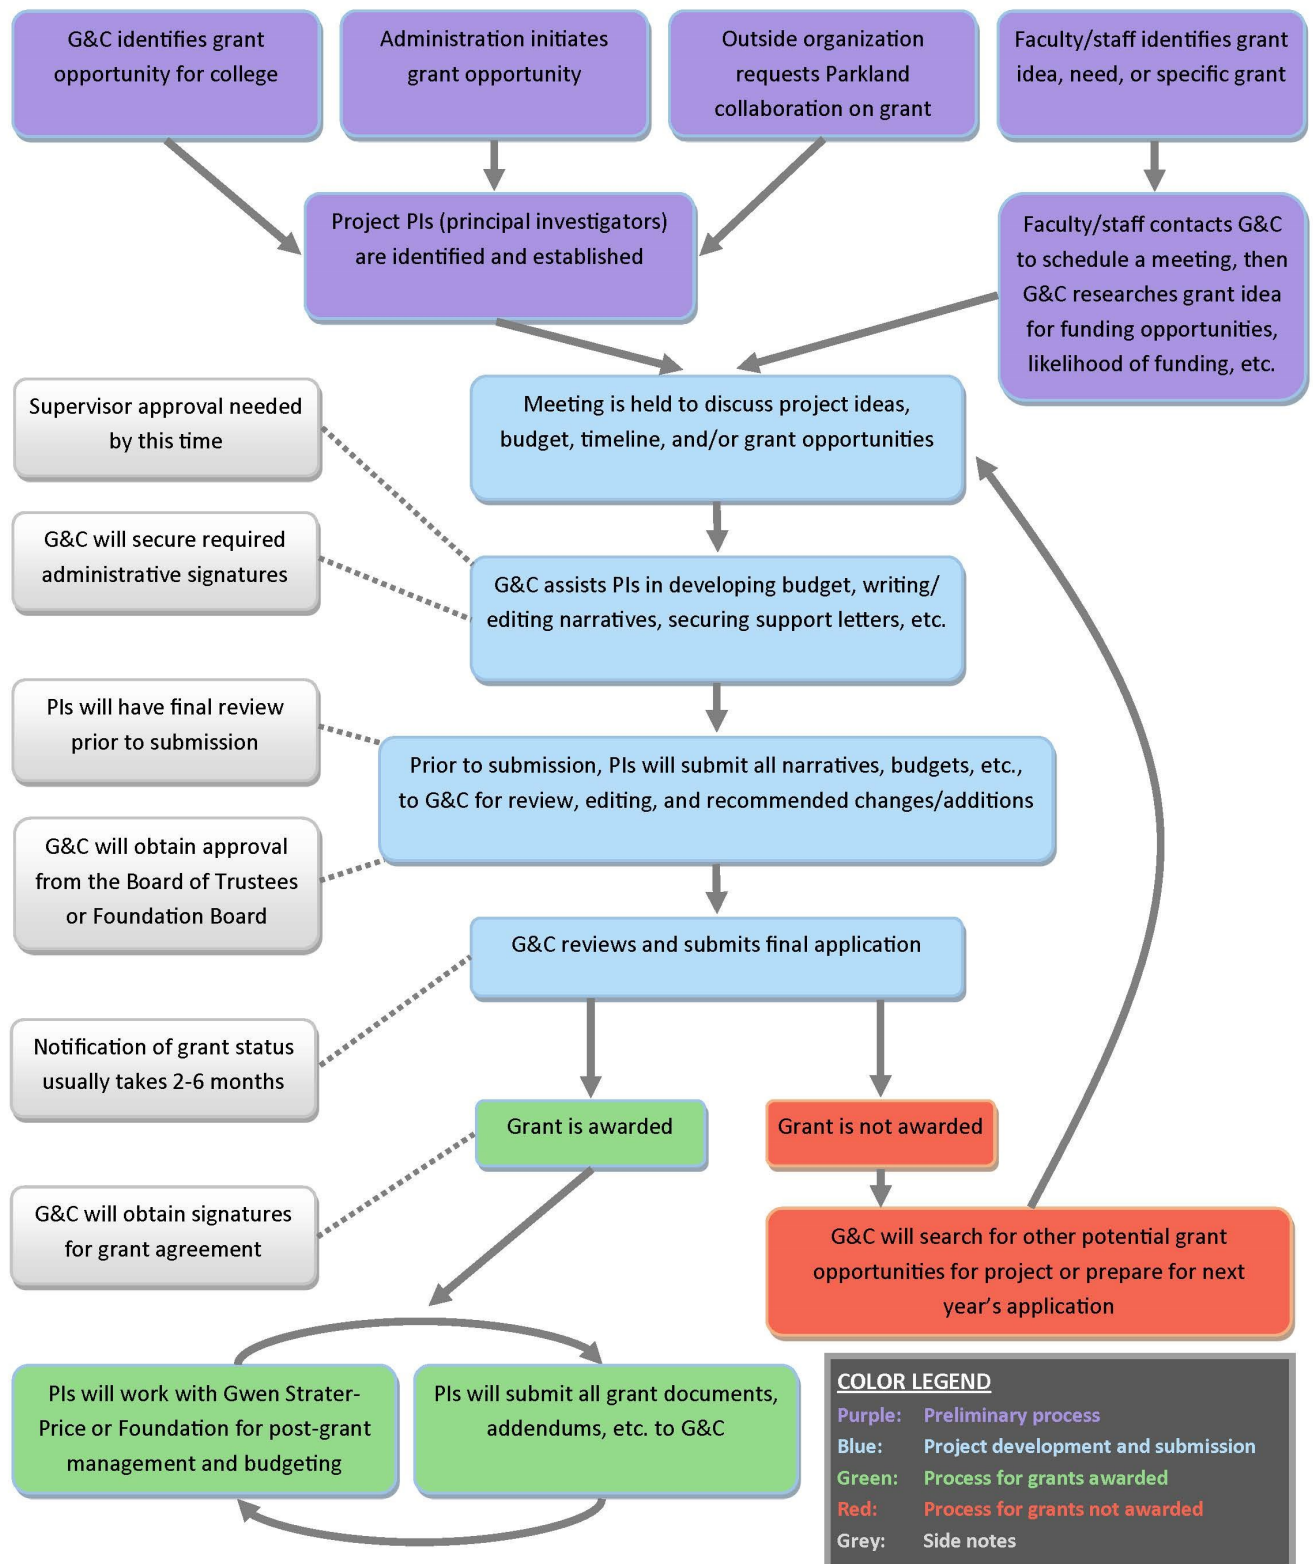 G&C identifies grant
opportunity for college
Administration initiates
grant opportunity
Outside organization
requests Parkland
collaboration on grant
Faculty/staff identifies grant
idea, need, or specific grant
Project PIs (principal investigators)
are identified and established
Faculty/staff contacts G&C
to schedule a meeting, then
G&C researches grant idea
for funding opportunities,
likelihood of funding, etc.
Supervisor approval needed
by this time
Meeting is held to discuss project ideas,
budget, timeline, and/or grant opportunities
G&C will secure required
administrative signatures
G&C assists PIs in developing budget, writing/
editing narratives, securing support letters, etc.
PIs will have final review
prior to submission
Prior to submission, PIs will submit all narratives, budgets, etc.,
to G&C for review, editing, and recommended changes/additions
G&C will obtain approval
from the Board of Trustees
or Foundation Board
G&C reviews and submits final application
Notification of grant status
usually takes 2-6 months
Grant is awarded
Grant is not awarded
G&C will obtain signatures
for grant agreement
G&C will search for other potential grant
opportunities for project or prepare for next
year’s application
PIs will work with Gwen Strater-
Price or Foundation for post-grant
management and budgeting
PIs will submit all grant documents,
addendums, etc. to G&C
COLOR LEGEND
Purple: Preliminary process
Blue: Project development and submission
Green: Process for grants awarded
Red: Process for grants not awarded
Grey: Side notes